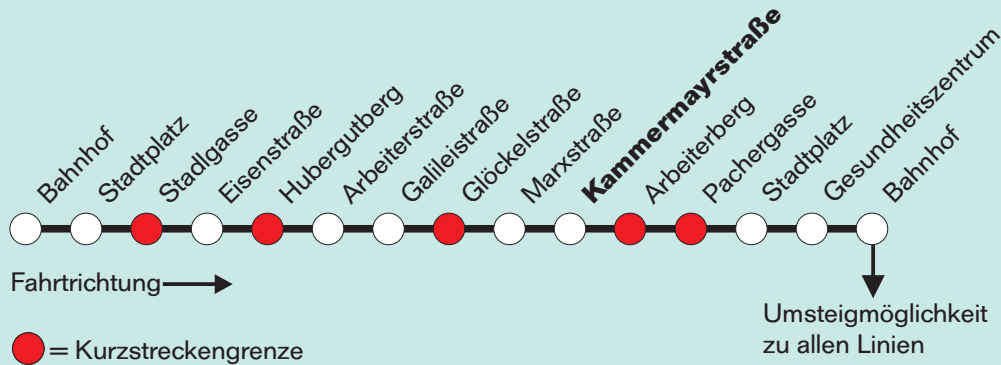 Bahnhof
Stadtplatz
Stadlgasse
Eisenstraße
Hubergutberg
Arbeiterstraße
Galileistraße
Glöckelstraße
Marxstraße
Kammermayrstraße
Arbeiterberg
Pachergasse
Stadtplatz
Gesundheitszentrum
Bahnhof
Fahrtrichtung
Umsteigmöglichkeit
zu allen Linien
= Kurzstreckengrenze